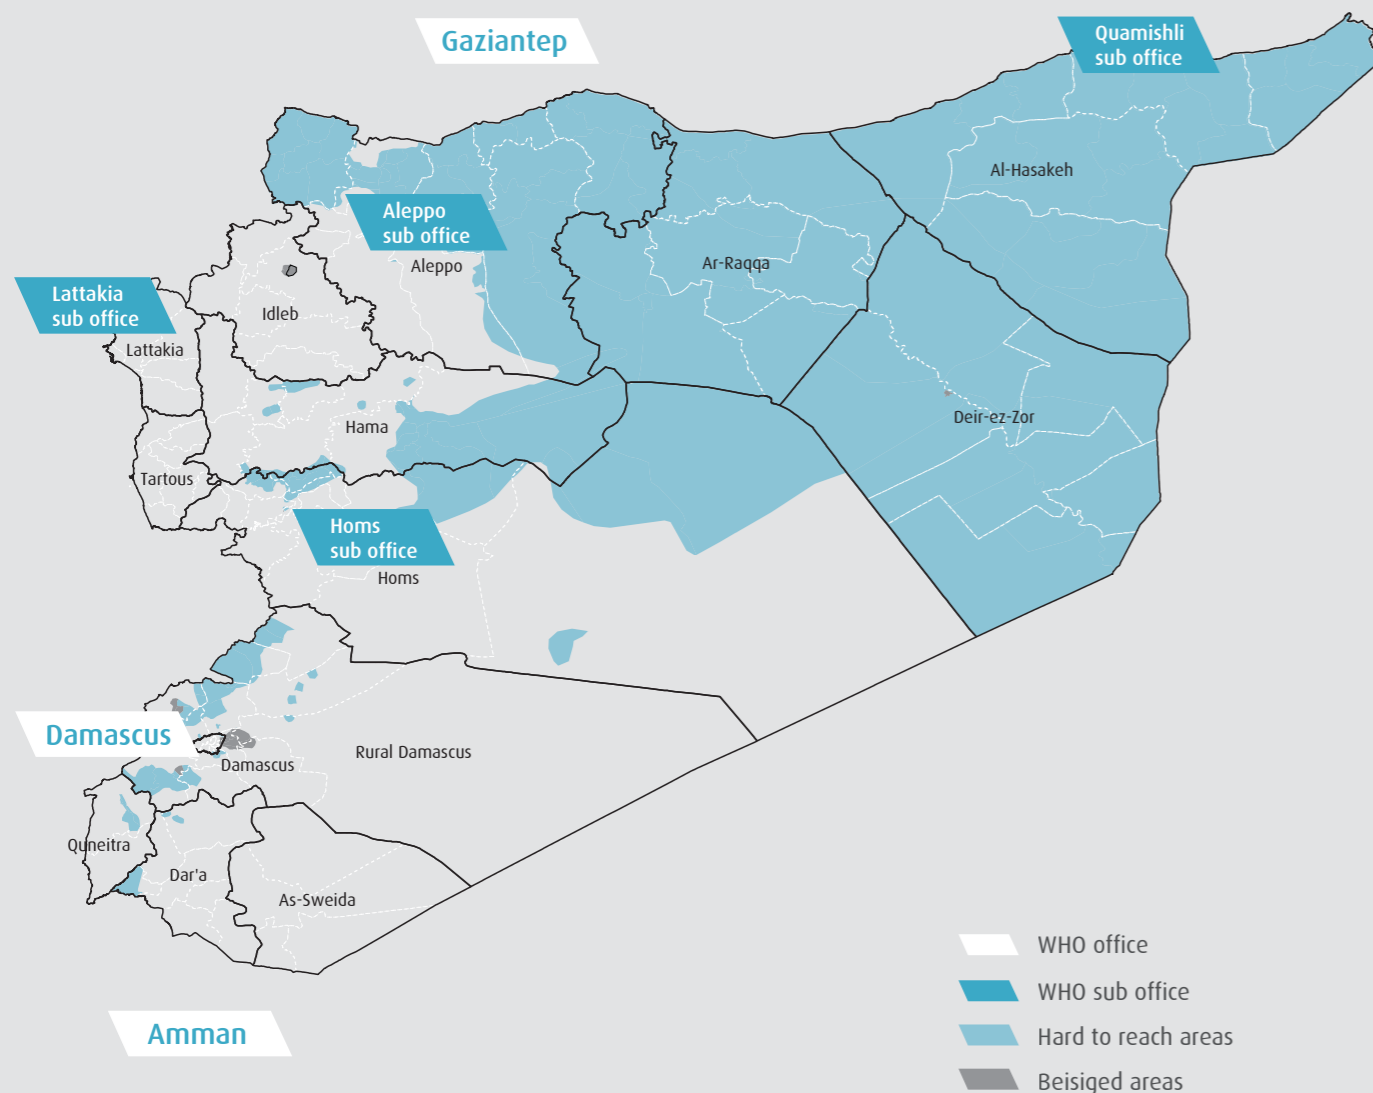 Gaziantep
Quamishli
sub office
Al-Hasakeh
Aleppo
sub office
Aleppo
Ar-Raqqa
Lattakia
sub office
Idleb
Lattakia
Hama
Deir-ez-Zor
Tartous
Homs
sub office
Homs
Damascus
Damascus
Rural Damascus
Quneitra
Dar'a
As-Sweida
Amman
WHO office
WHO sub office
Hard to reach areas
Beisiged areas